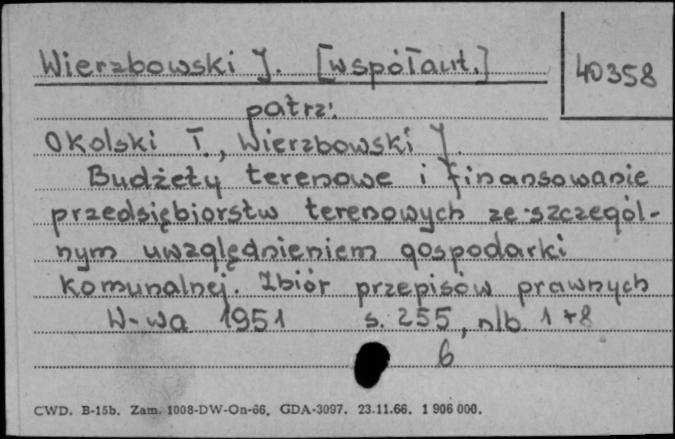 Wierzbowski J. [współaut.]
40358
patrz:
Okolski T., Wierzbowski J.
Budżety terenowe i finansowanie
przedsiębiorstw terenowych ze szczegól-
nym uwzględnieniem gospodarki
komunalnej. Zbiór przepisów prawnych
W-wa 1951 s. 255, nlb. 1 + 8
6
CWD. B-15b. Zam. 1008-DW-On-66. GDA-3097. 23.11.66. 1 906 000.